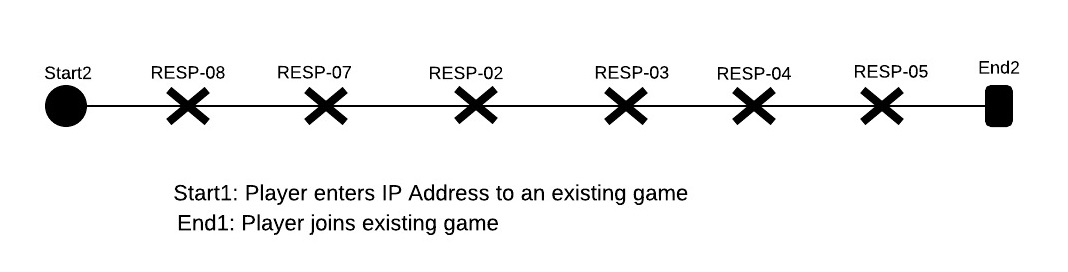 Start2 RESP-08 RESP-07 RESP-02 RESP-03 RESP-04 RESP-05 End2
Start1: Player enters IP Address to an existing game
End1: Player joins existing game